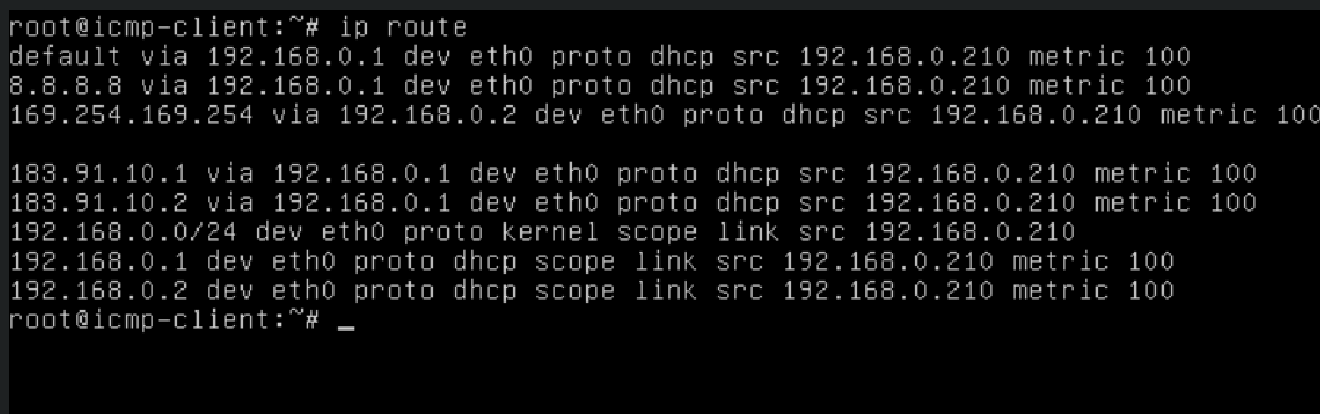 root@icmp-client:~# ip route
default via 192.168.0.1 dev eth0 proto dhcp src 192.168.0.210 metric 100
8.8.8.8 via 192.168.0.1 dev eth0 proto dhcp src 192.168.0.210 metric 100
169.254.169.254 via 192.168.0.2 dev eth0 proto dhcp src 192.168.0.210 metric 100
183.91.10.1 via 192.168.0.1 dev eth0 proto dhcp src 192.168.0.210 metric 100
183.91.10.2 via 192.168.0.1 dev eth0 proto dhcp src 192.168.0.210 metric 100
192.168.0.0/24 dev eth0 proto kernel scope link src 192.168.0.210
192.168.0.1 dev eth0 proto dhcp scope link src 192.168.0.210 metric 100
192.168.0.2 dev eth0 proto dhcp scope link src 192.168.0.210 metric 100
root@icmp-client:~# _